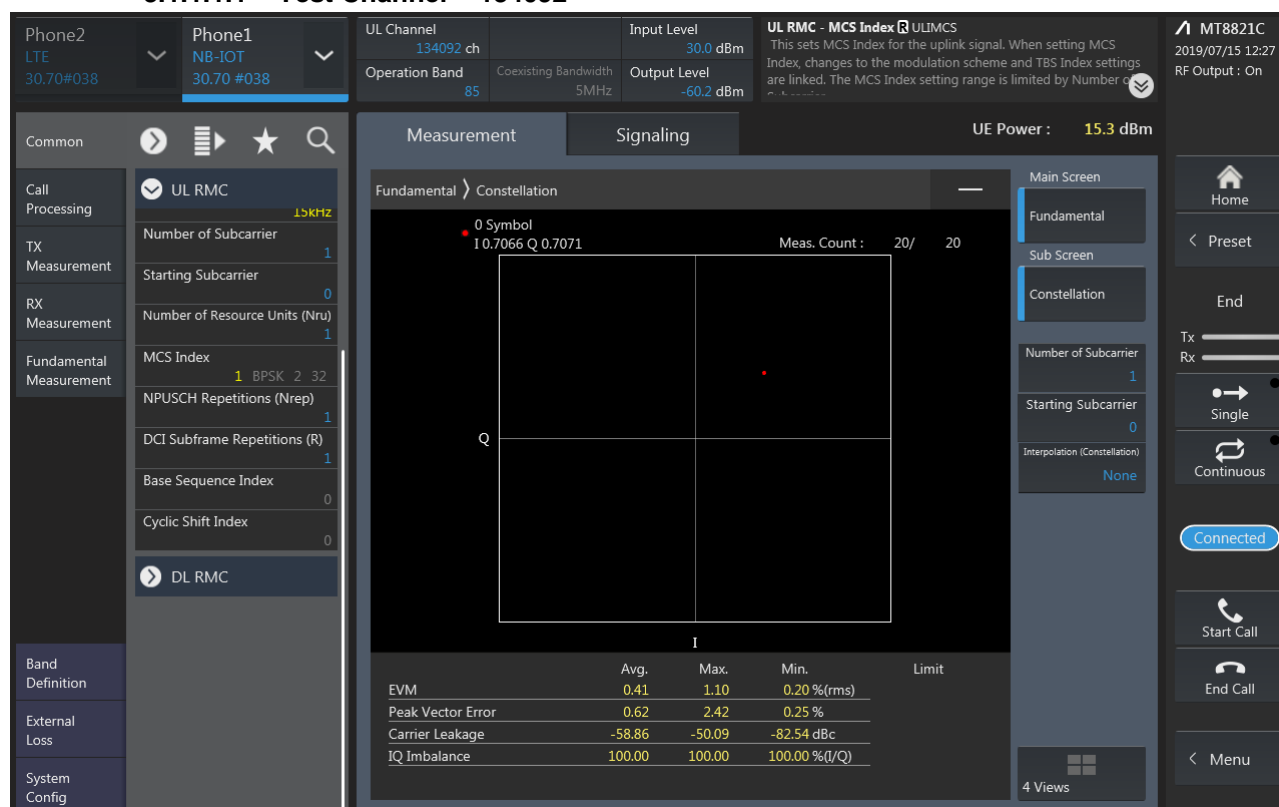 Test Channel
134092
Phone2
LTE
30.70#038
Phone1
NB-IOT
30.70 #038
UL Channel
134092 ch
Operation Band
85
Coexisting Bandwidth
5MHz
Input Level
30.0 dBm
Output Level
-60.2 dBm
UL RMC - MCS Index R ULIMCS
This sets MCS Index for the uplink signal. When setting MCS
Index, changes to the modulation scheme and TBS Index settings
are linked. The MCS Index setting range is limited by Number of
MT8821C
2019/07/15 12:27
RF Output : On
Common
Call
Processing
TX
Measurement
RX
Measurement
Fundamental
Measurement
Band
Definition
External
Loss
System
Config
UL RMC
15kHz
Number of Subcarrier
1
Starting Subcarrier
0
Number of Resource Units (Nru)
1
MCS Index
1 BPSK 2 32
NPUSCH Repetitions (Nrep)
1
DCI Subframe Repetitions (R)
1
Base Sequence Index
0
Cyclic Shift Index
0
DL RMC
Measurement
Signaling
UE Power : 15.3 dBm
Fundamental 〉 Constellation
0 Symbol
I 0.7066 Q 0.7071
Meas. Count : 20/ 20
Q
I
Avg. Max. Min. Limit
EVM 0.41 1.10 0.20 %(rms)
Peak Vector Error 0.62 2.42 0.25 %
Carrier Leakage -58.86 -50.09 -82.54 dBc
IQ Imbalance 100.00 100.00 100.00 %(I/Q)
Main Screen
Fundamental
Sub Screen
Constellation
Number of Subcarrier
1
Starting Subcarrier
0
Interpolation (Constellation)
None
4 Views
Home
< Preset
End
Tx
Rx
Single
Continuous
Connected
Start Call
End Call
< Menu